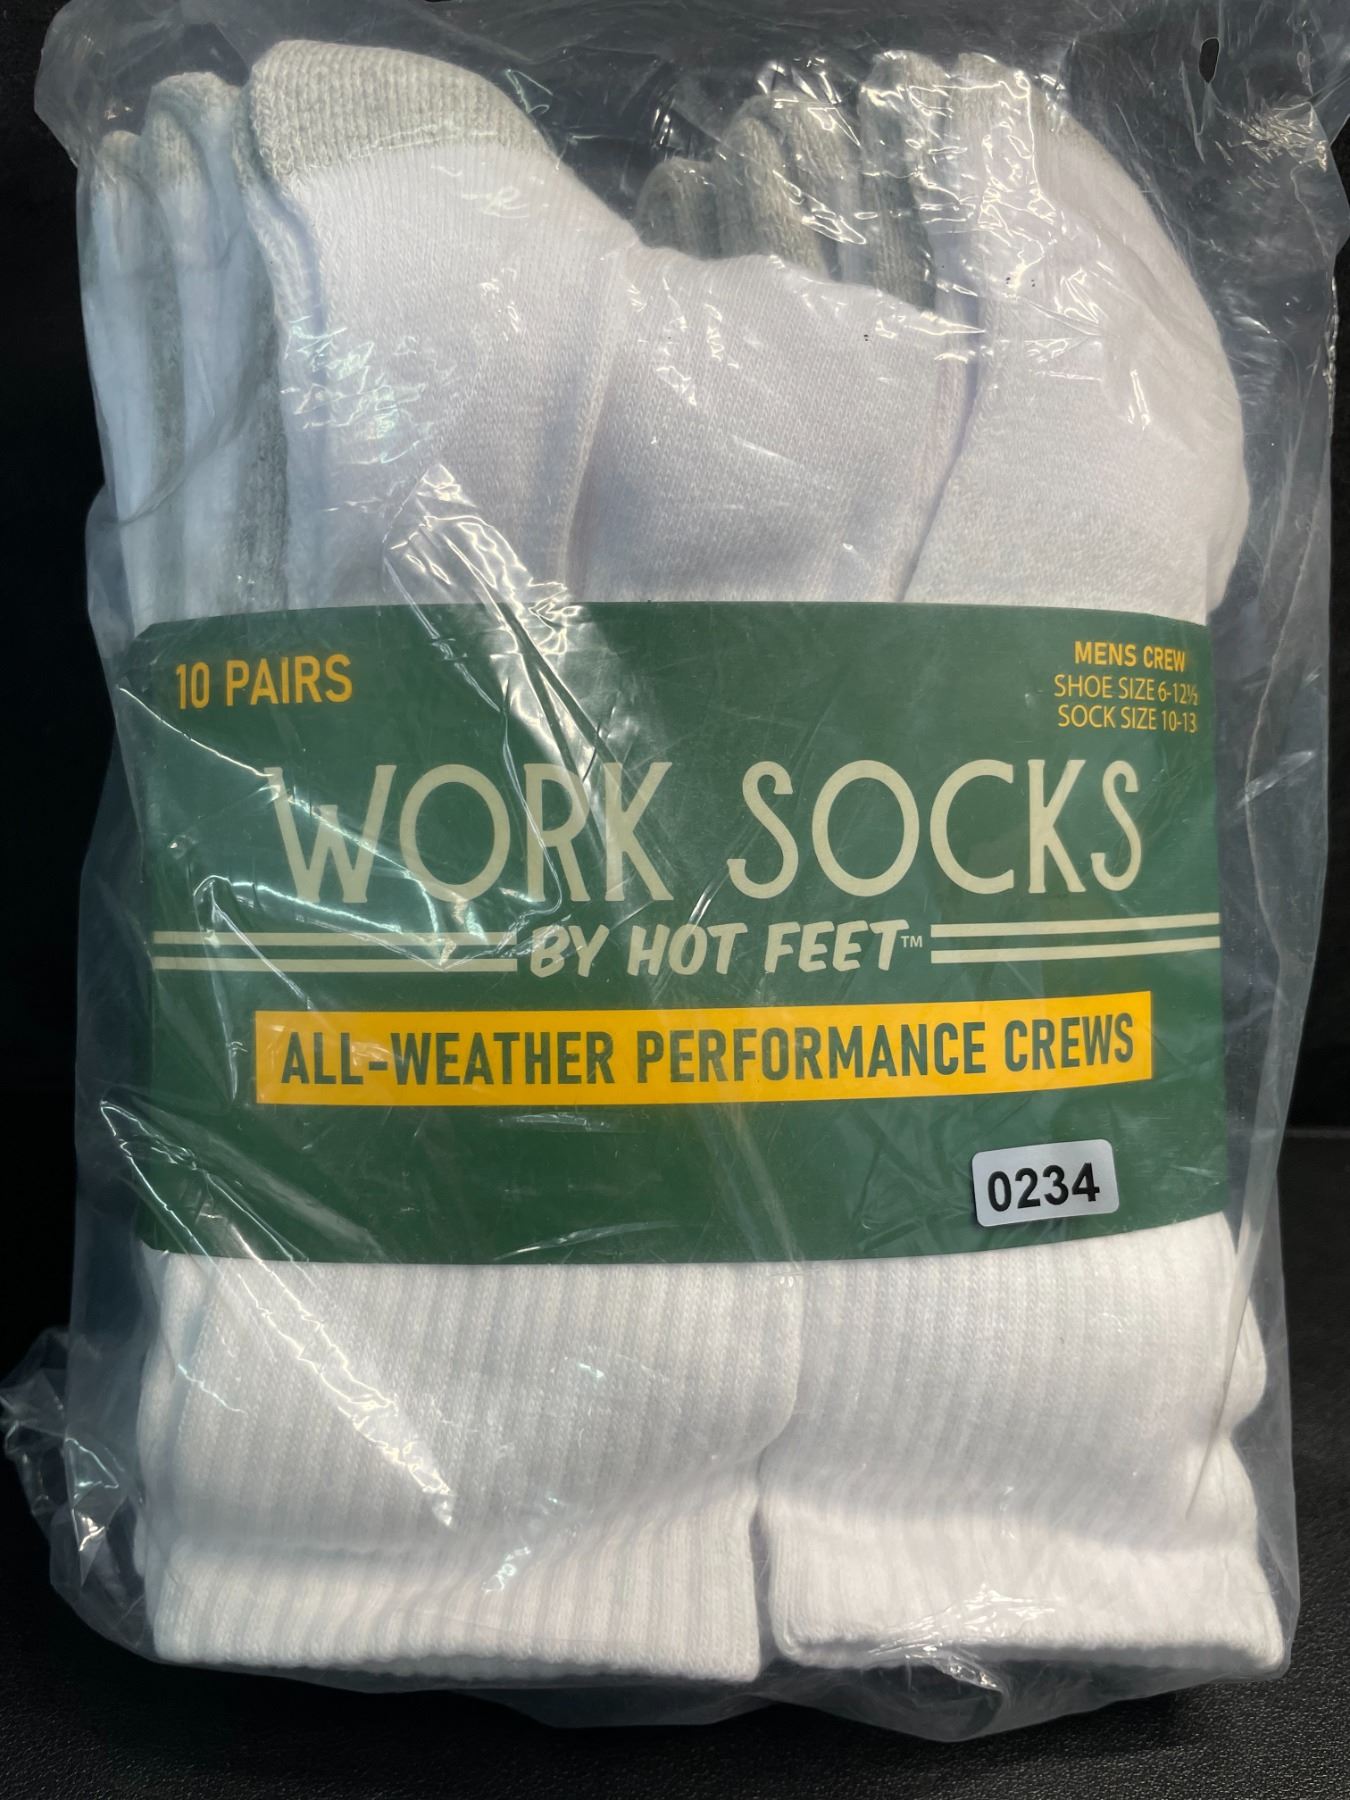 10 PAIRS
MENS CREW
SHOE SIZE 6-12½
SOCK SIZE 10-13
WORK SOCKS
BY HOT FEET™
ALL-WEATHER PERFORMANCE CREWS
0234